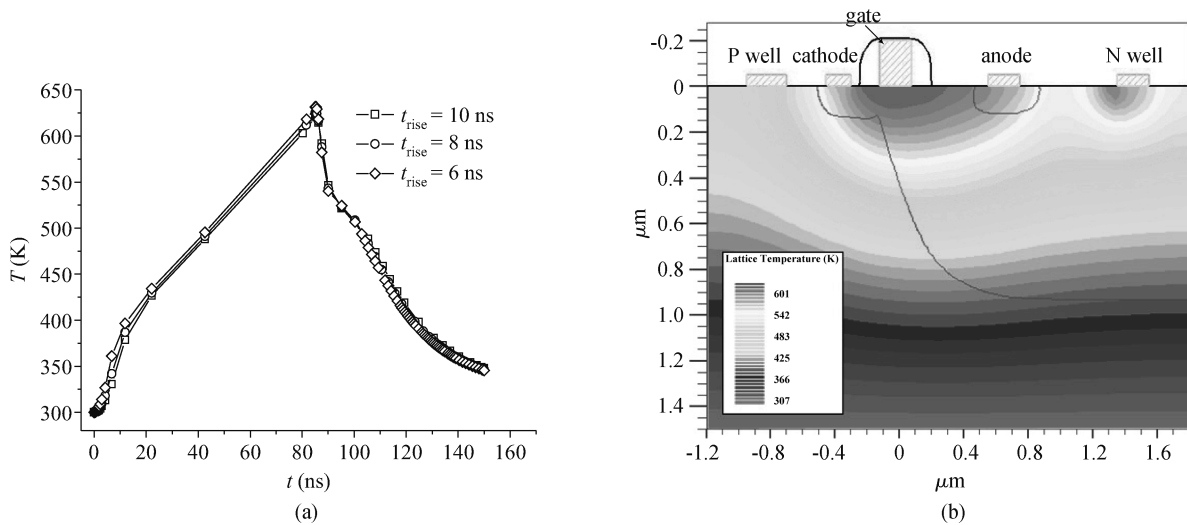 650
600
550
500
450
400
350
300
T (K)
t_rise = 10 ns
t_rise = 8 ns
t_rise = 6 ns
0 20 40 60 80 100 120 140 160
t (ns)
(a)
gate
P well cathode anode N well
-0.2
0
0.2
0.4
0.6
0.8
1.0
1.2
1.4
μm
Lattice Temperature (K)
601
542
483
425
366
307
-1.2 -0.8 -0.4 0 0.4 0.8 1.2 1.6
μm
(b)